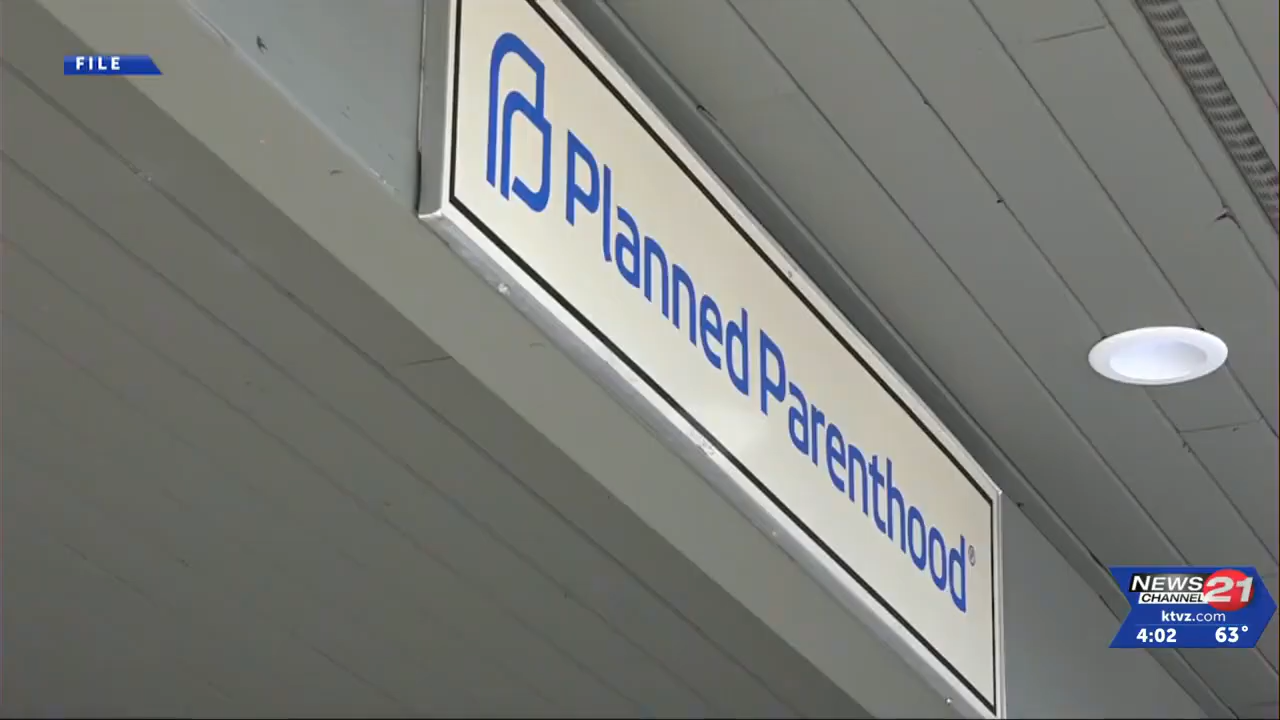 FILE
Planned Parenthood®
NEWS
CHANNEL 21
ktvz.com
4:02 63°